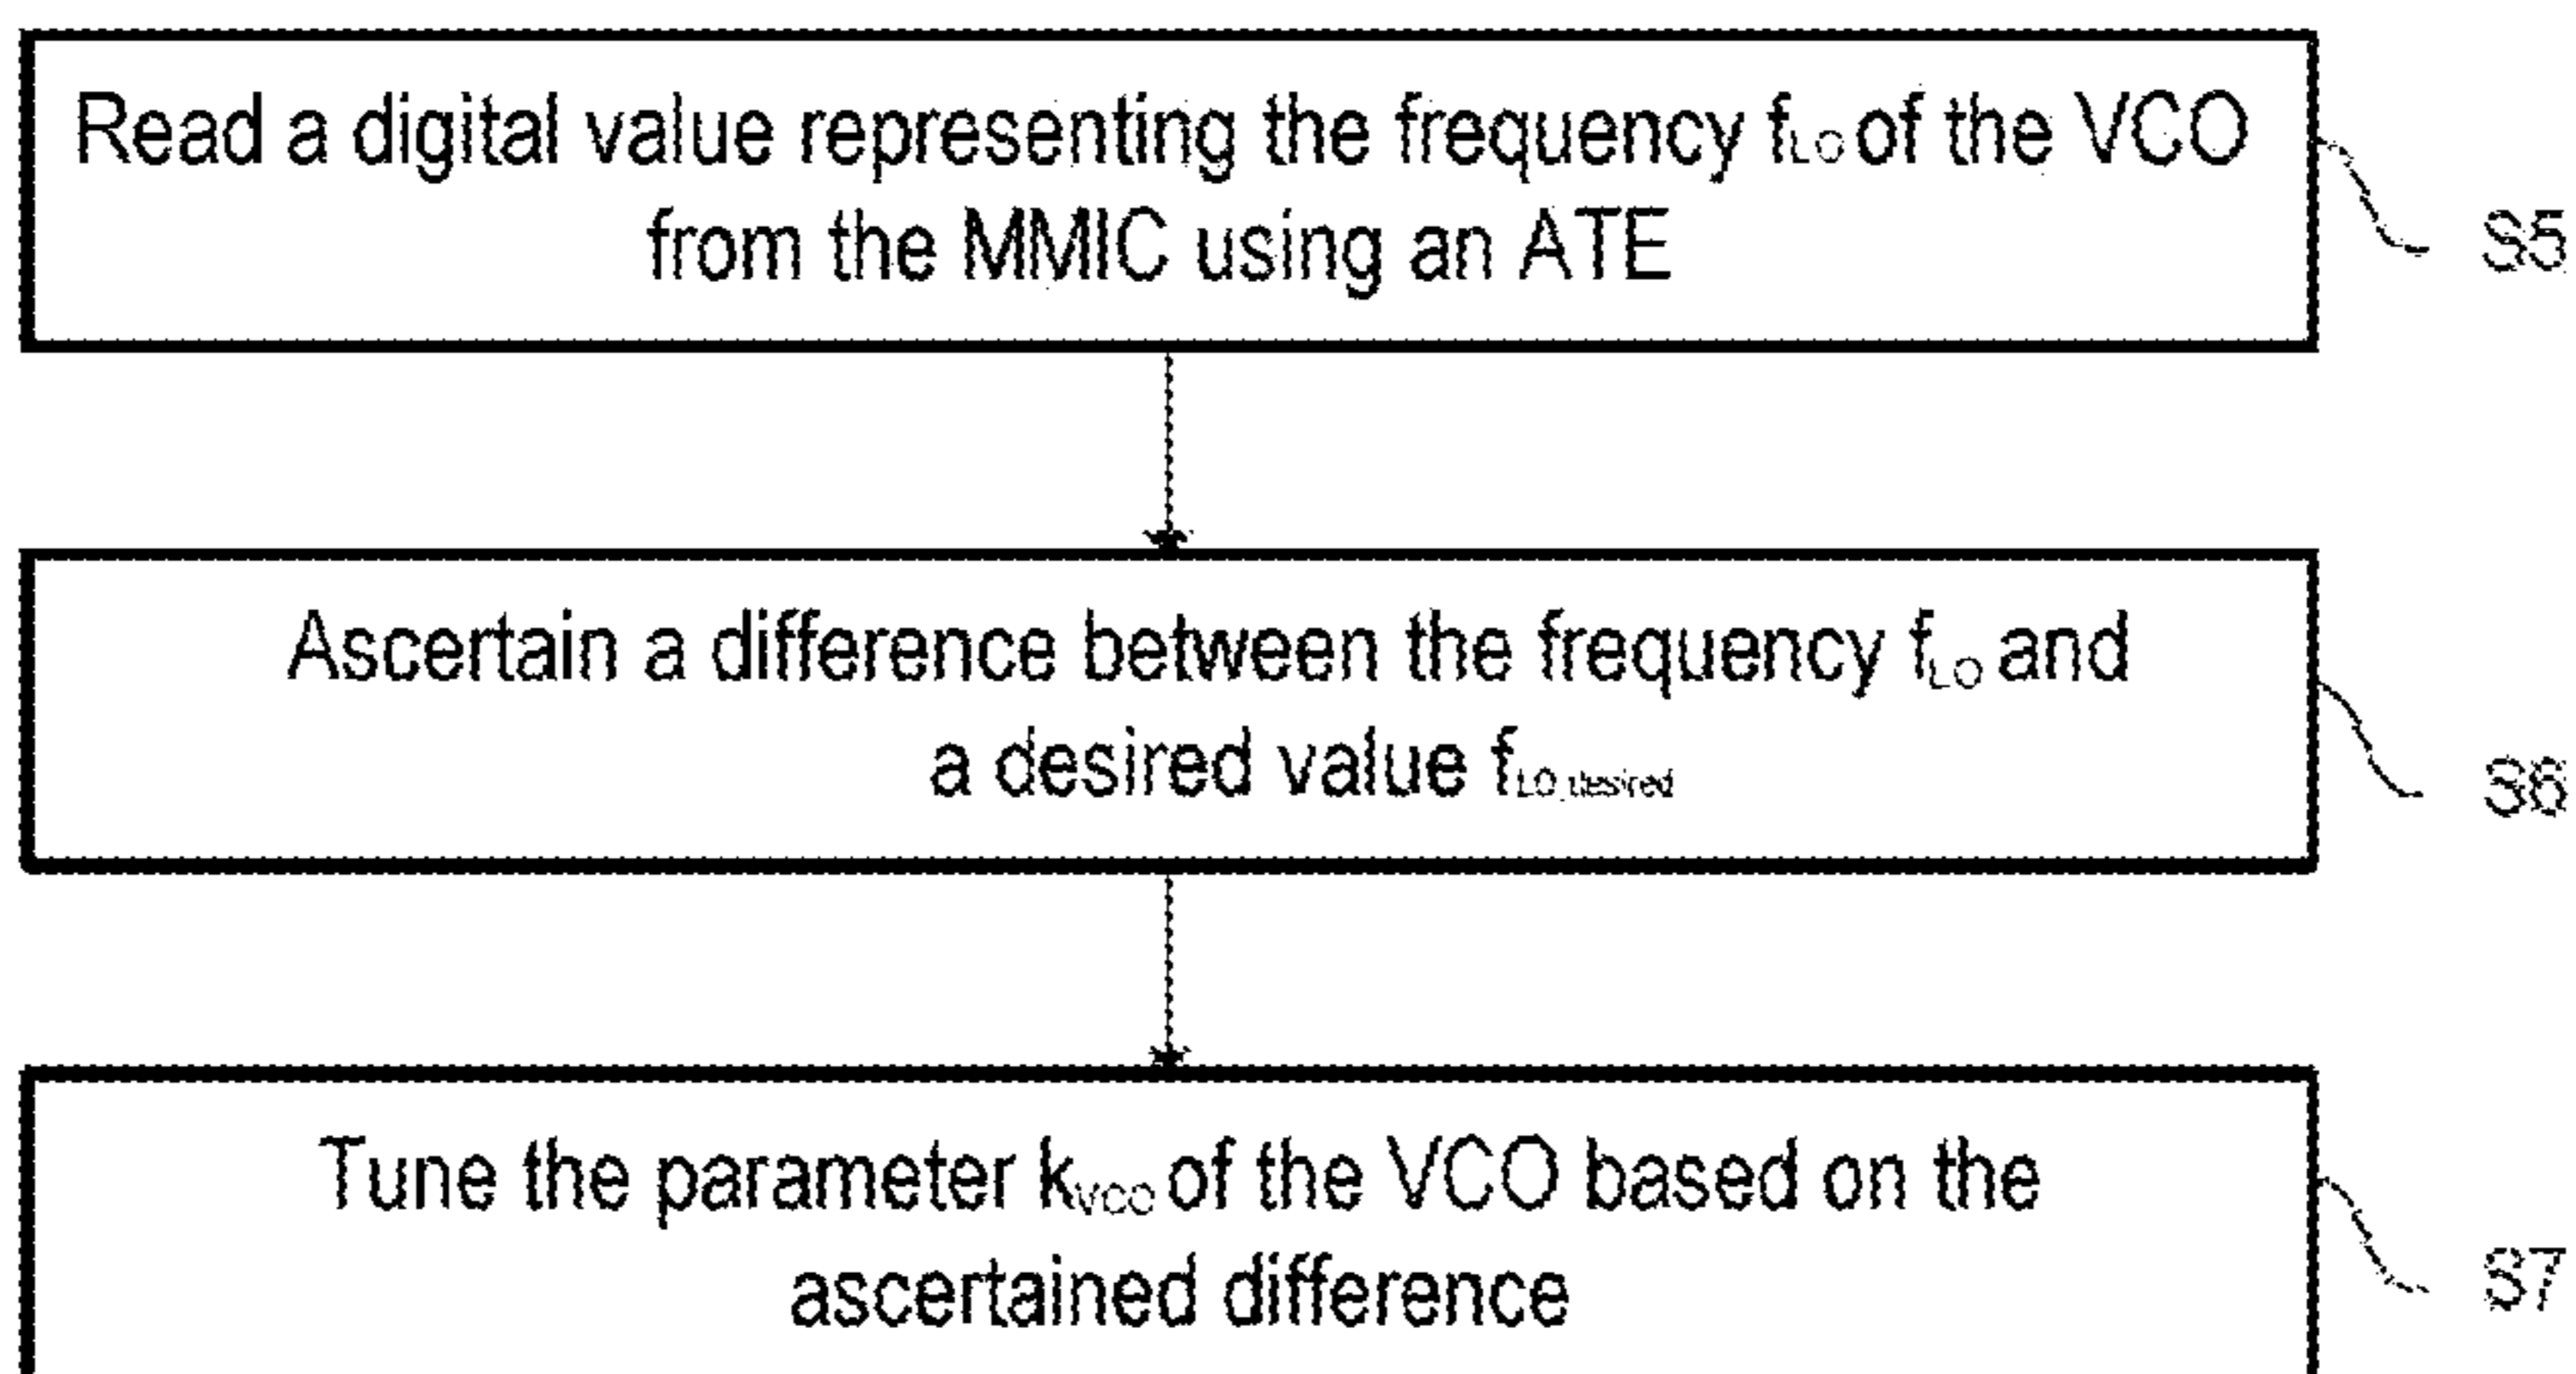 Read a digital value representing the frequency fLO of the VCO
from the MMIC using an ATE
S5
Ascertain a difference between the frequency fLO and
a desired value fLO,desired
S6
Tune the parameter kVCO of the VCO based on the
ascertained difference
S7